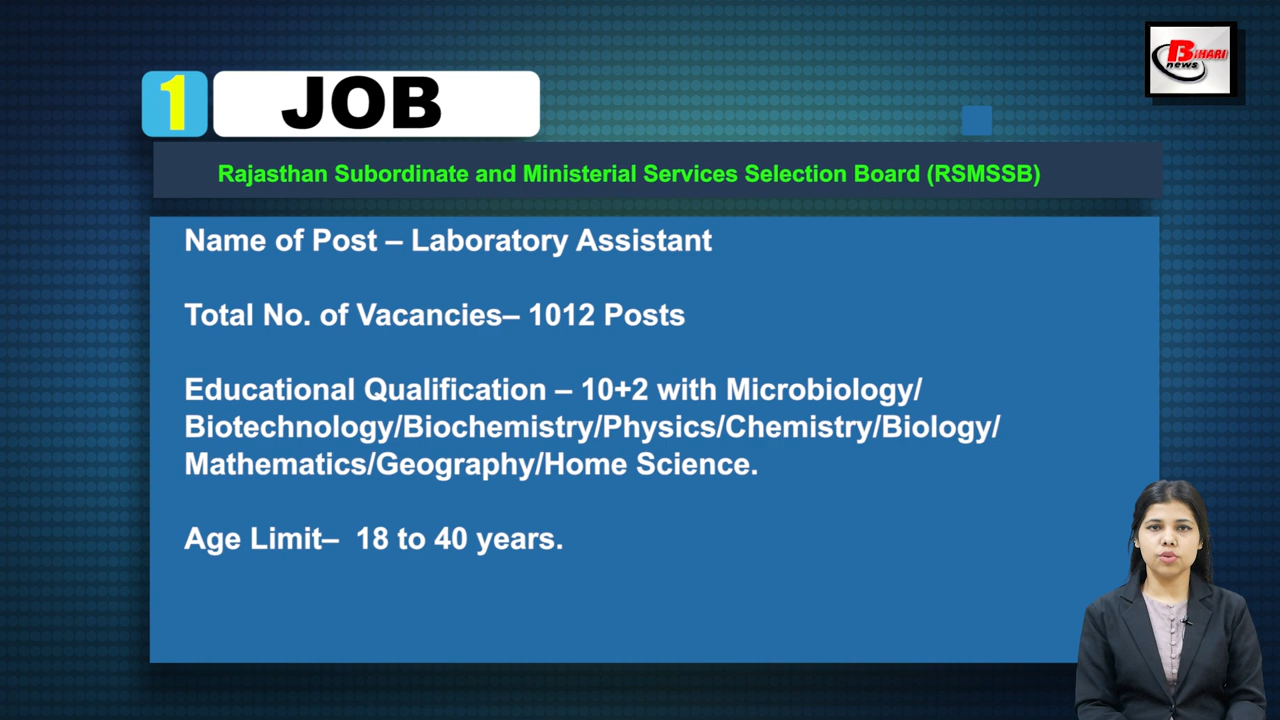 BIHARI
news
1 JOB
Rajasthan Subordinate and Ministerial Services Selection Board (RSMSSB)
Name of Post – Laboratory Assistant
Total No. of Vacancies– 1012 Posts
Educational Qualification – 10+2 with Microbiology/
Biotechnology/Biochemistry/Physics/Chemistry/Biology/
Mathematics/Geography/Home Science.
Age Limit– 18 to 40 years.